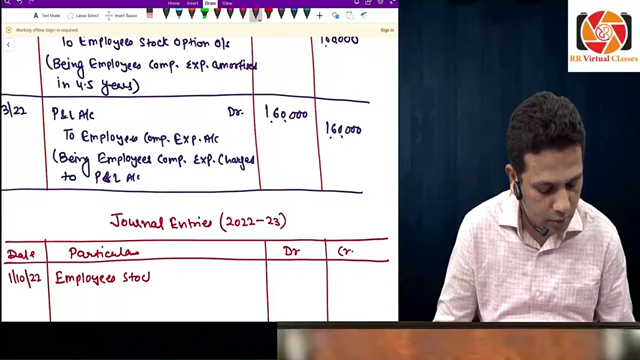 File Home Insert Draw View
Text Mode Lasso Select Insert Space
Working offline (Sign in required)
Sign in
RR Virtual Classes
To Employees Stock Option O/s
1,60,000
(Being Employees Comp. Exp. amortised
in 4.5 years)
3/22 P&L A/c Dr. 1,60,000
To Employees Comp. Exp. A/c 1,60,000
(Being Employees Comp. Exp. Charged
to P&L A/c
Journal Entries (2022-23)
Date Particulars Dr Cr.
1/10/22 Employees Stoc